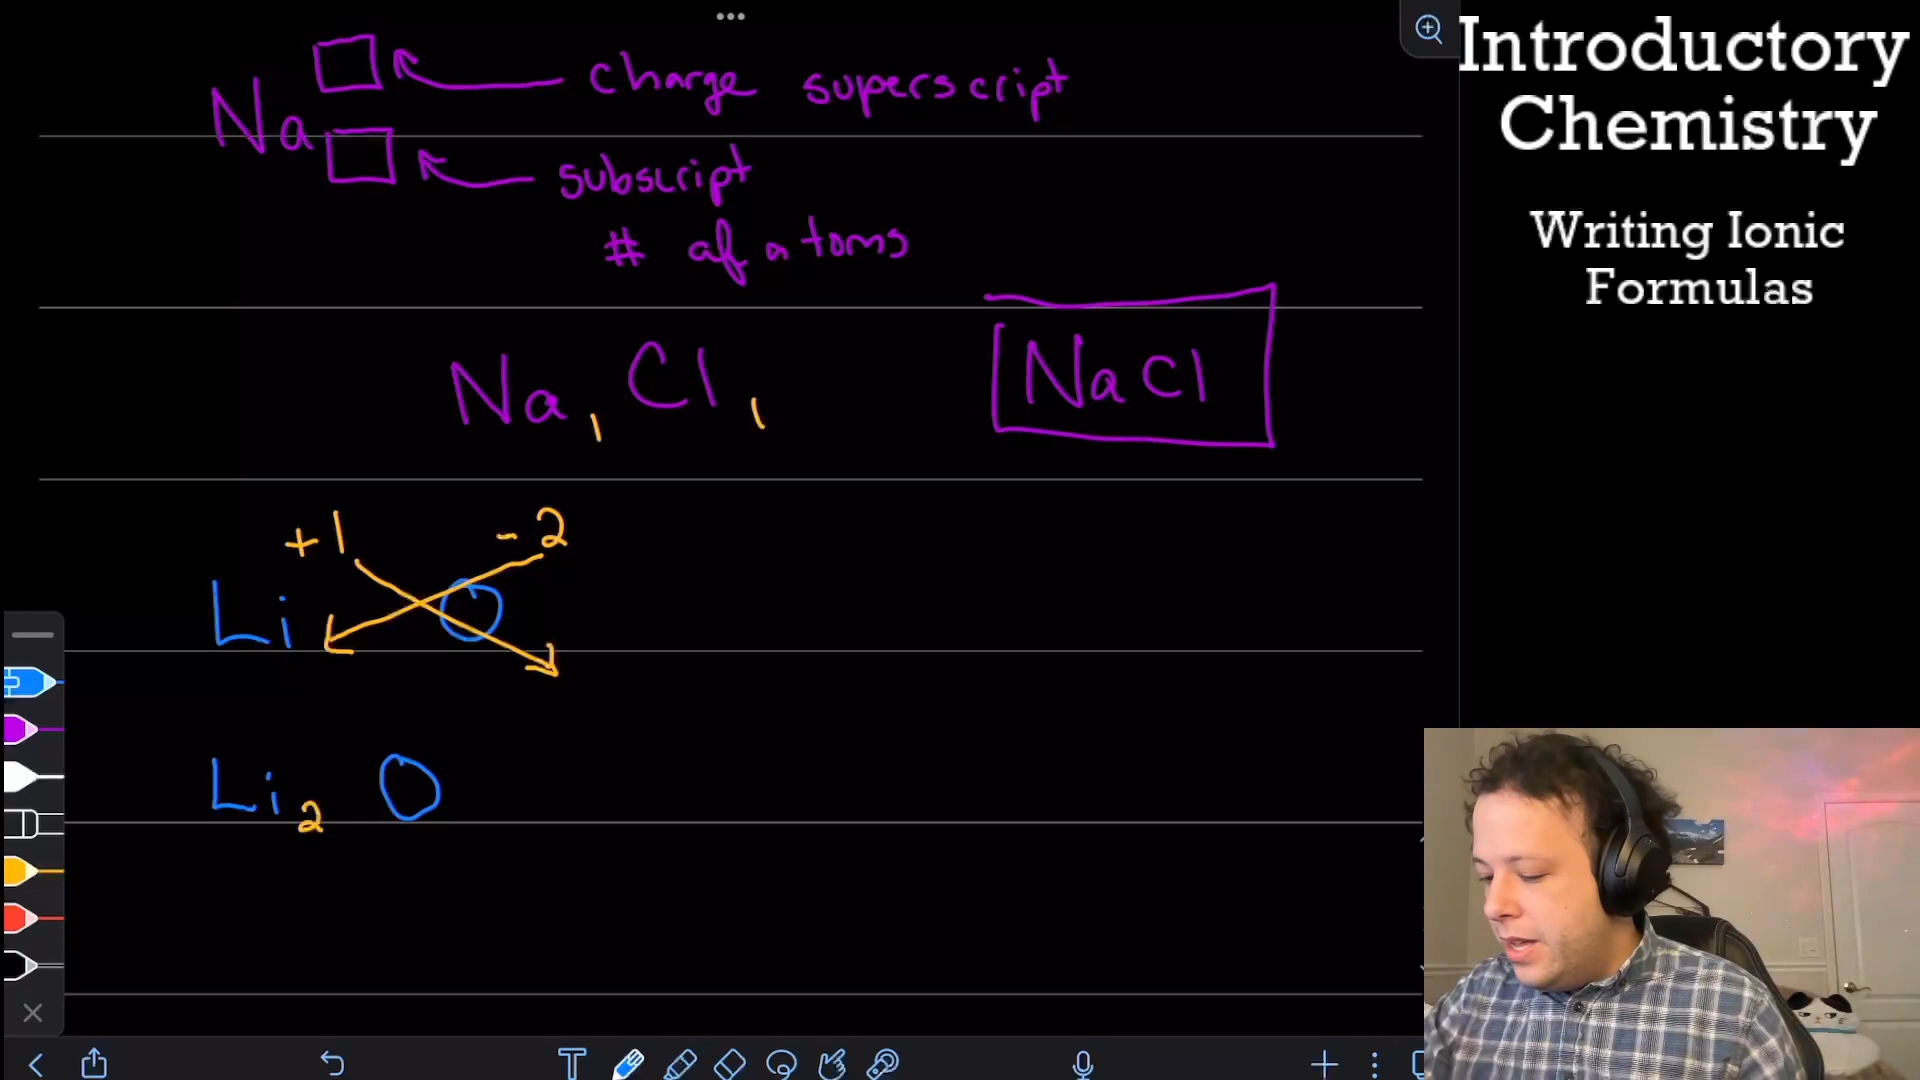 Na □ ← charge superscript
□ ← subscript
# of atoms
Na₁ Cl₁
NaCl
+1 -2
Li O
Li₂ O
Introductory
Chemistry
Writing Ionic
Formulas
T